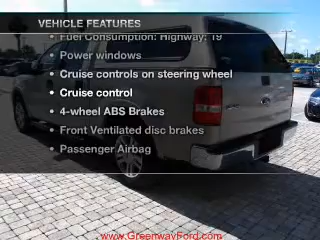 VEHICLE FEATURES
• Fuel Consumption: Highway: 19
• Power windows
• Cruise controls on steering wheel
• Cruise control
• 4-wheel ABS Brakes
• Front Ventilated disc brakes
• Passenger Airbag
www.GreenwayFord.com